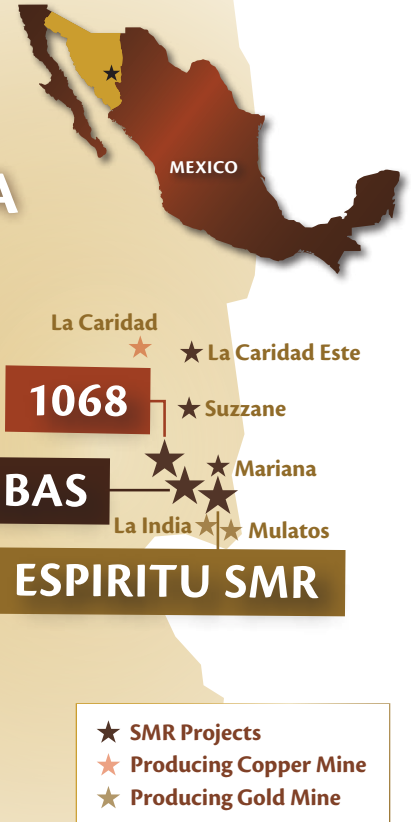 MEXICO
A
La Caridad
La Caridad Este
1068
Suzzane
Mariana
BAS
La India
Mulatos
ESPIRITU SMR
SMR Projects
Producing Copper Mine
Producing Gold Mine